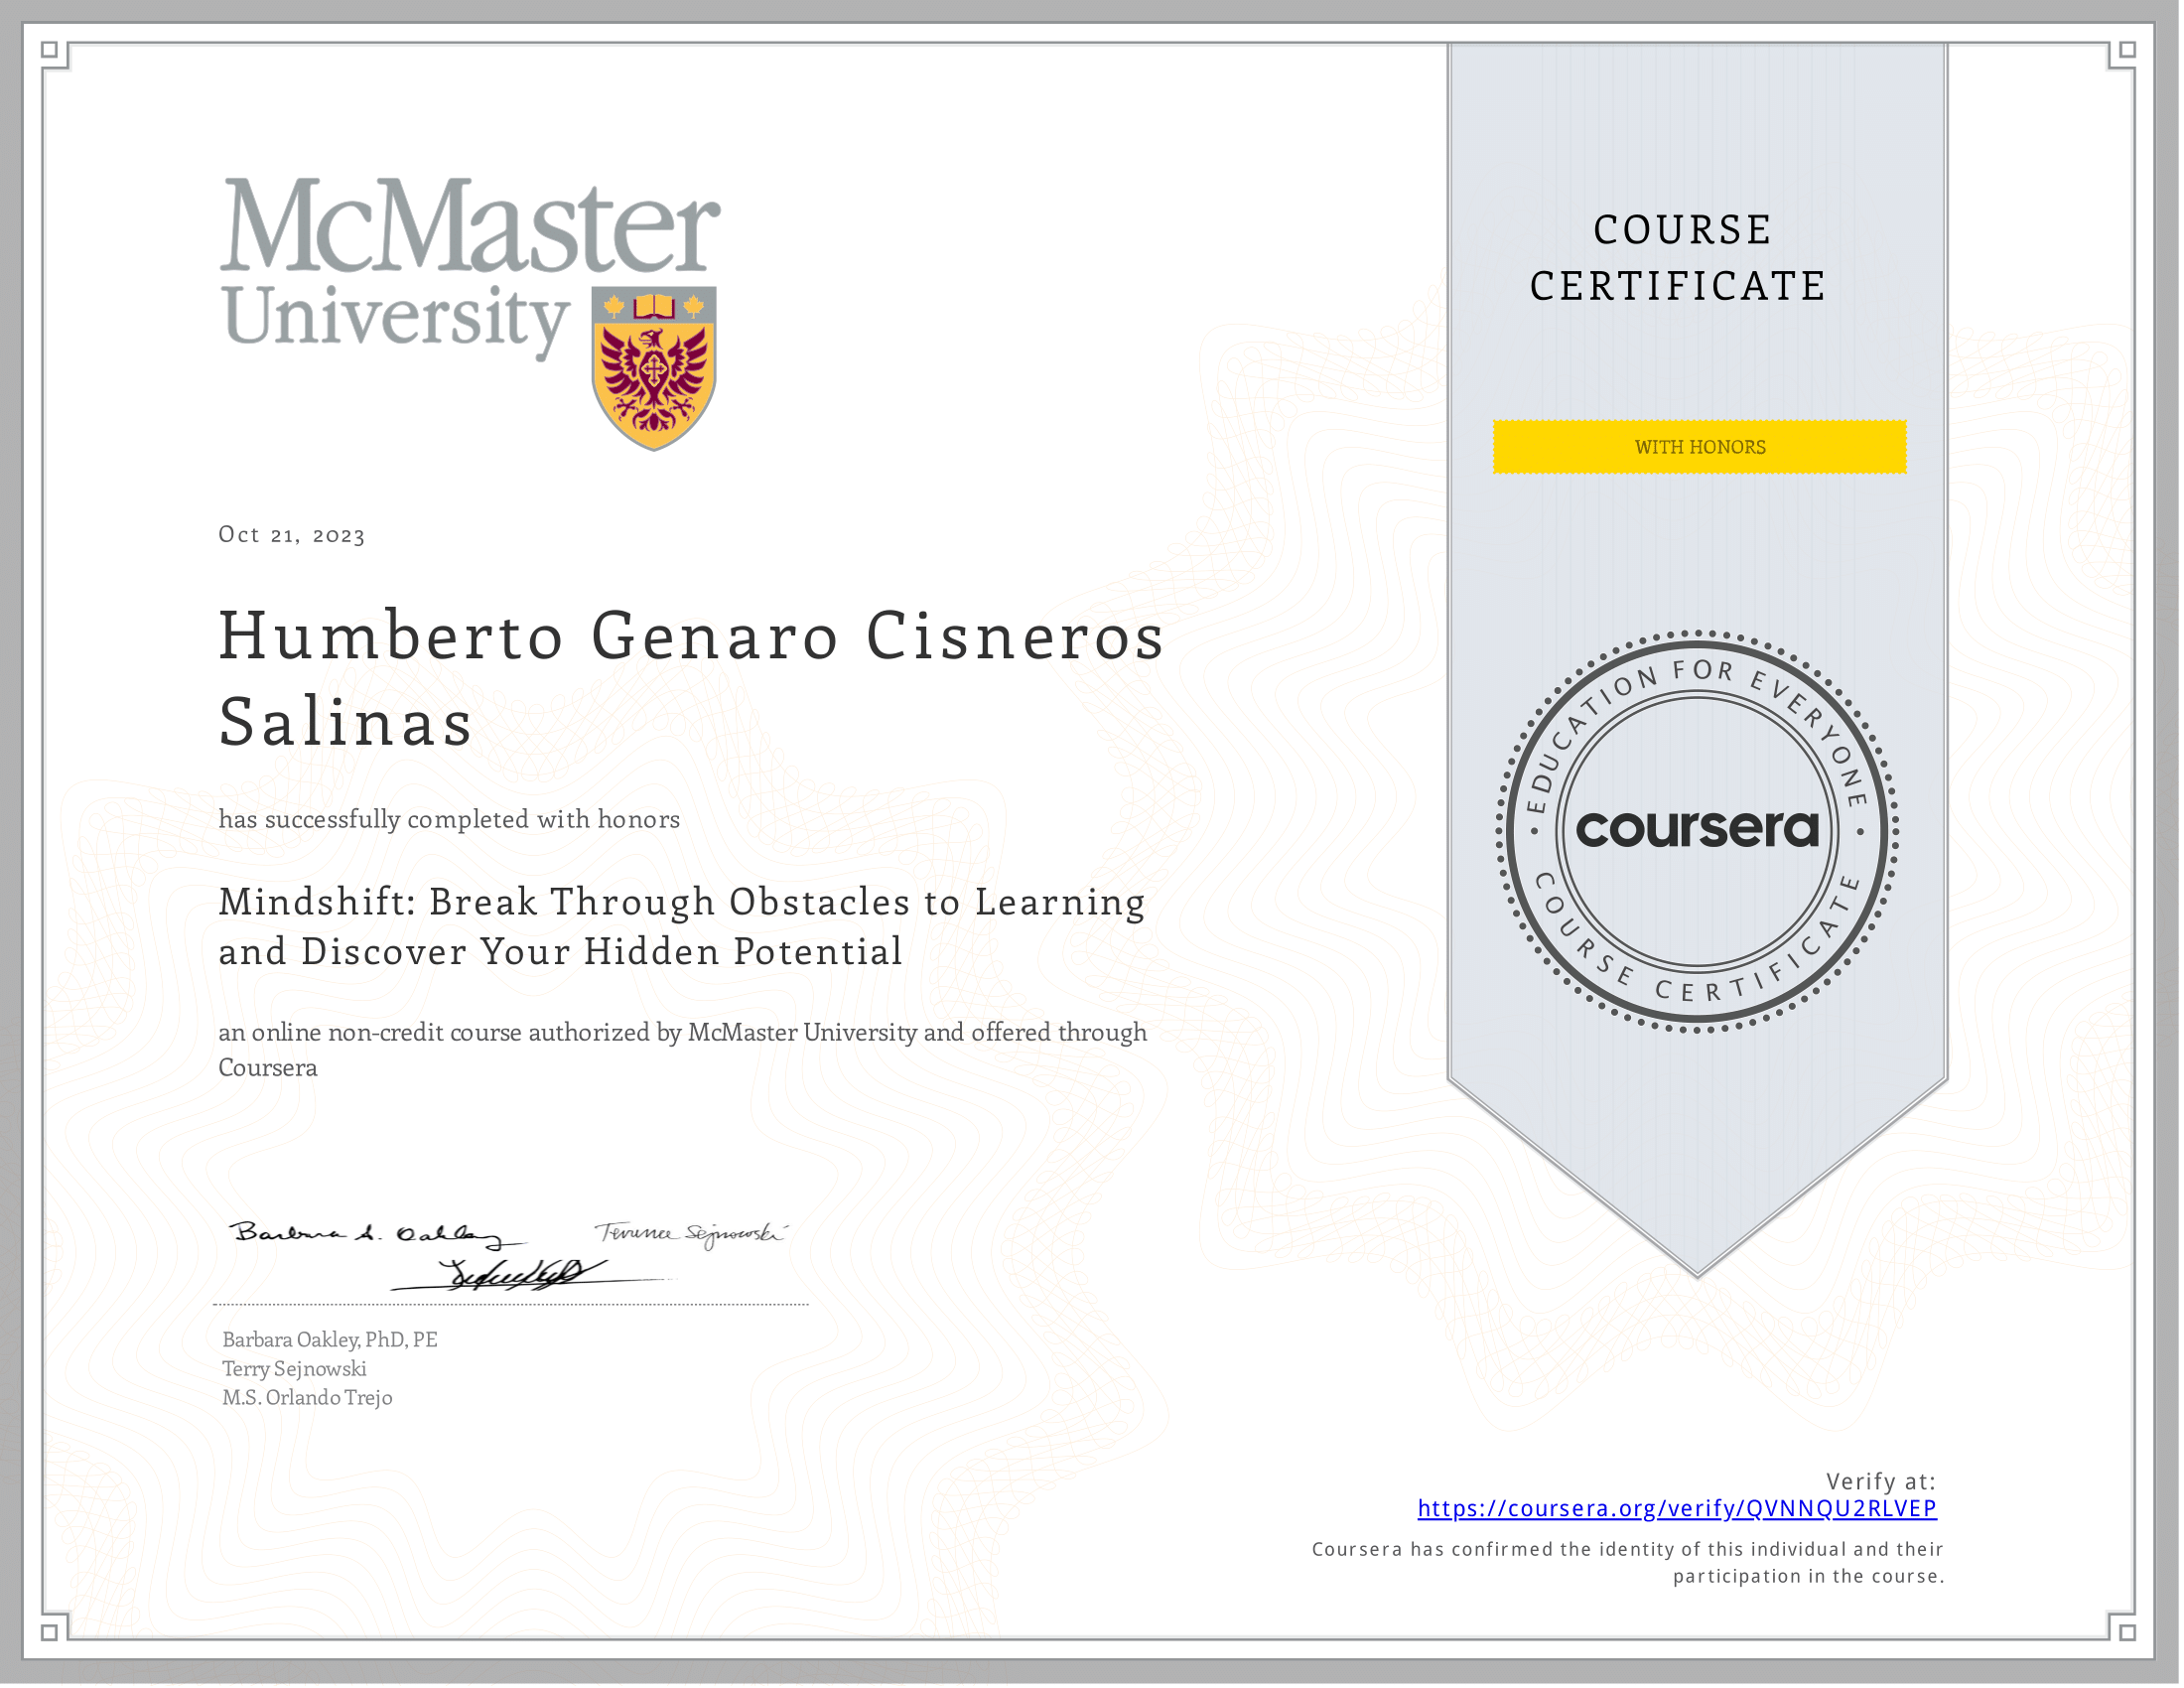 McMaster
University
Oct 21, 2023
Humberto Genaro Cisneros
Salinas
has successfully completed with honors
Mindshift: Break Through Obstacles to Learning
and Discover Your Hidden Potential
an online non-credit course authorized by McMaster University and offered through
Coursera
Barbara A. Oakley
Terrence Sejnowski
Barbara Oakley, PhD, PE
Terry Sejnowski
M.S. Orlando Trejo
COURSE
CERTIFICATE
WITH HONORS
EDUCATION FOR EVERYONE
coursera
COURSE CERTIFICATE
Verify at:
https://coursera.org/verify/QVNNQU2RLVEP
Coursera has confirmed the identity of this individual and their
participation in the course.